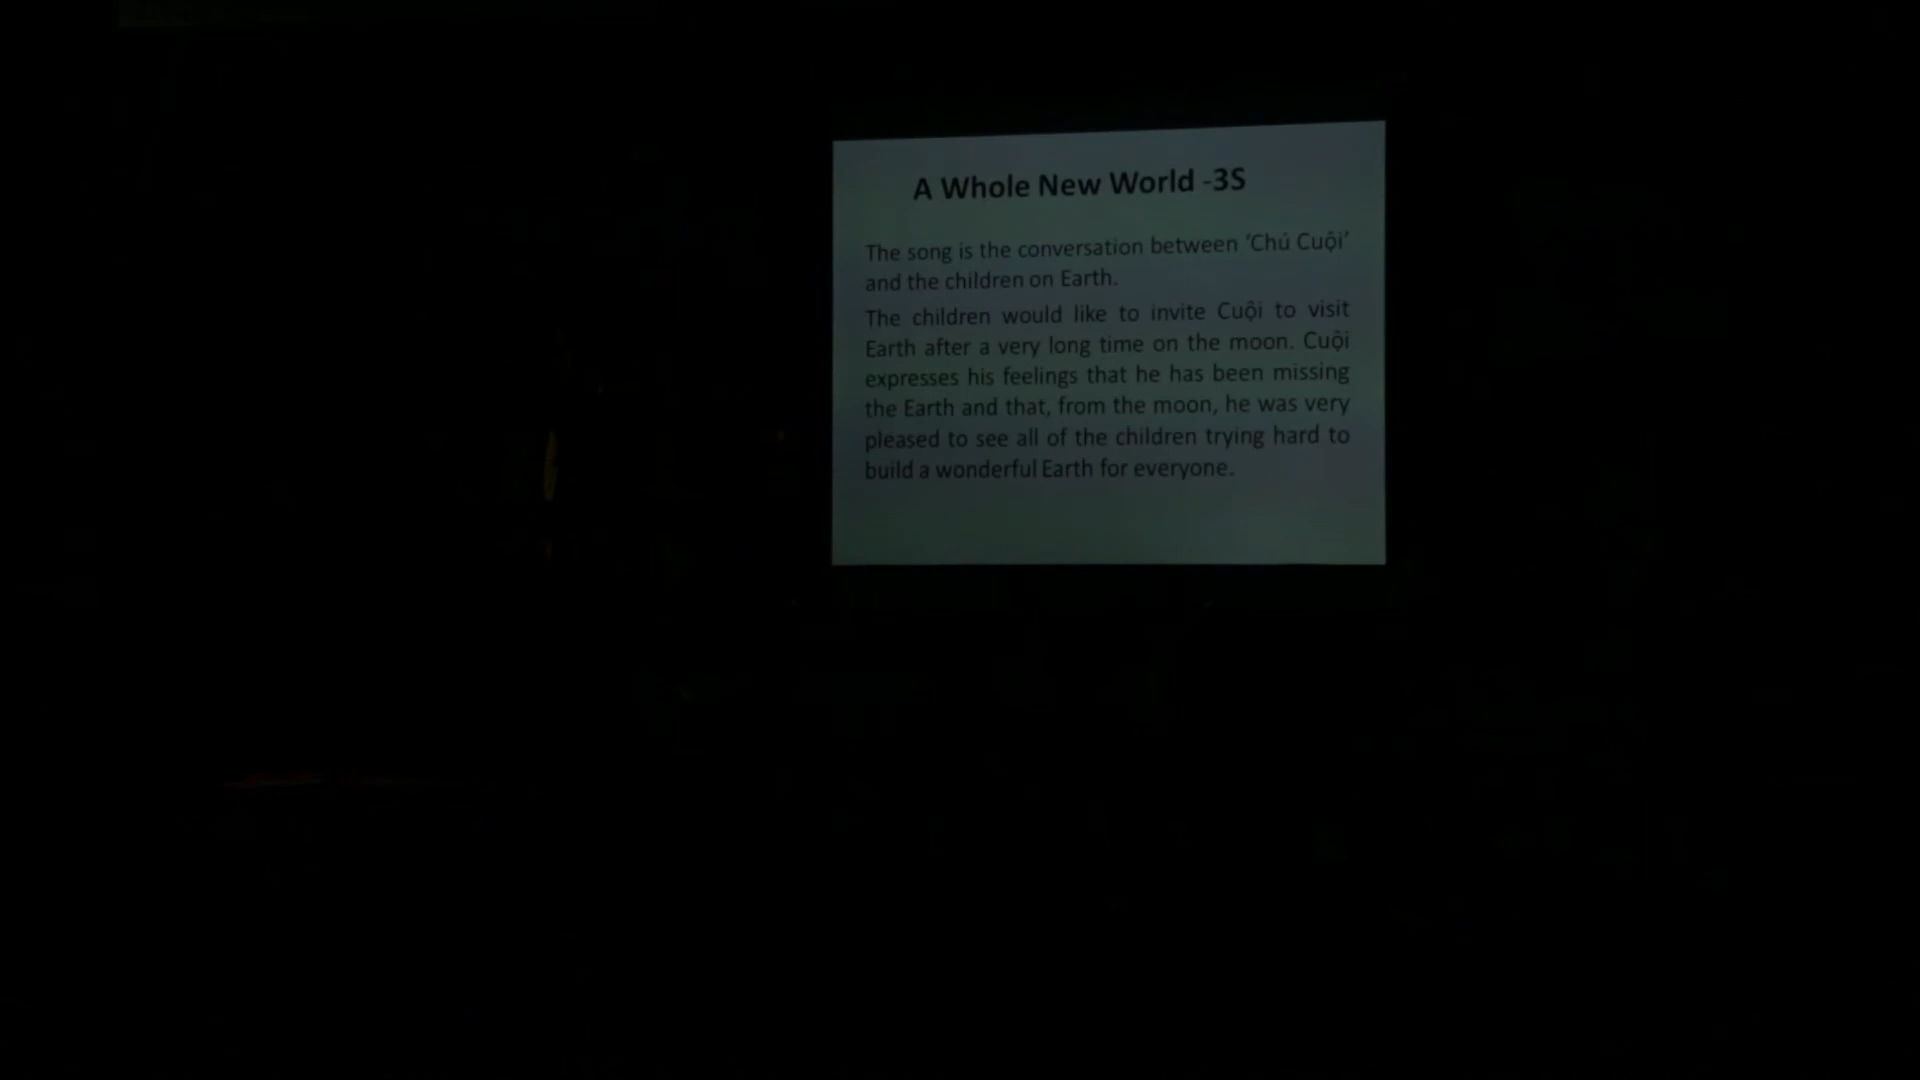 A Whole New World -3S
The song is the conversation between ‘Chú Cuội’
and the children on Earth.
The children would like to invite Cuội to visit
Earth after a very long time on the moon. Cuội
expresses his feelings that he has been missing
the Earth and that, from the moon, he was very
pleased to see all of the children trying hard to
build a wonderful Earth for everyone.